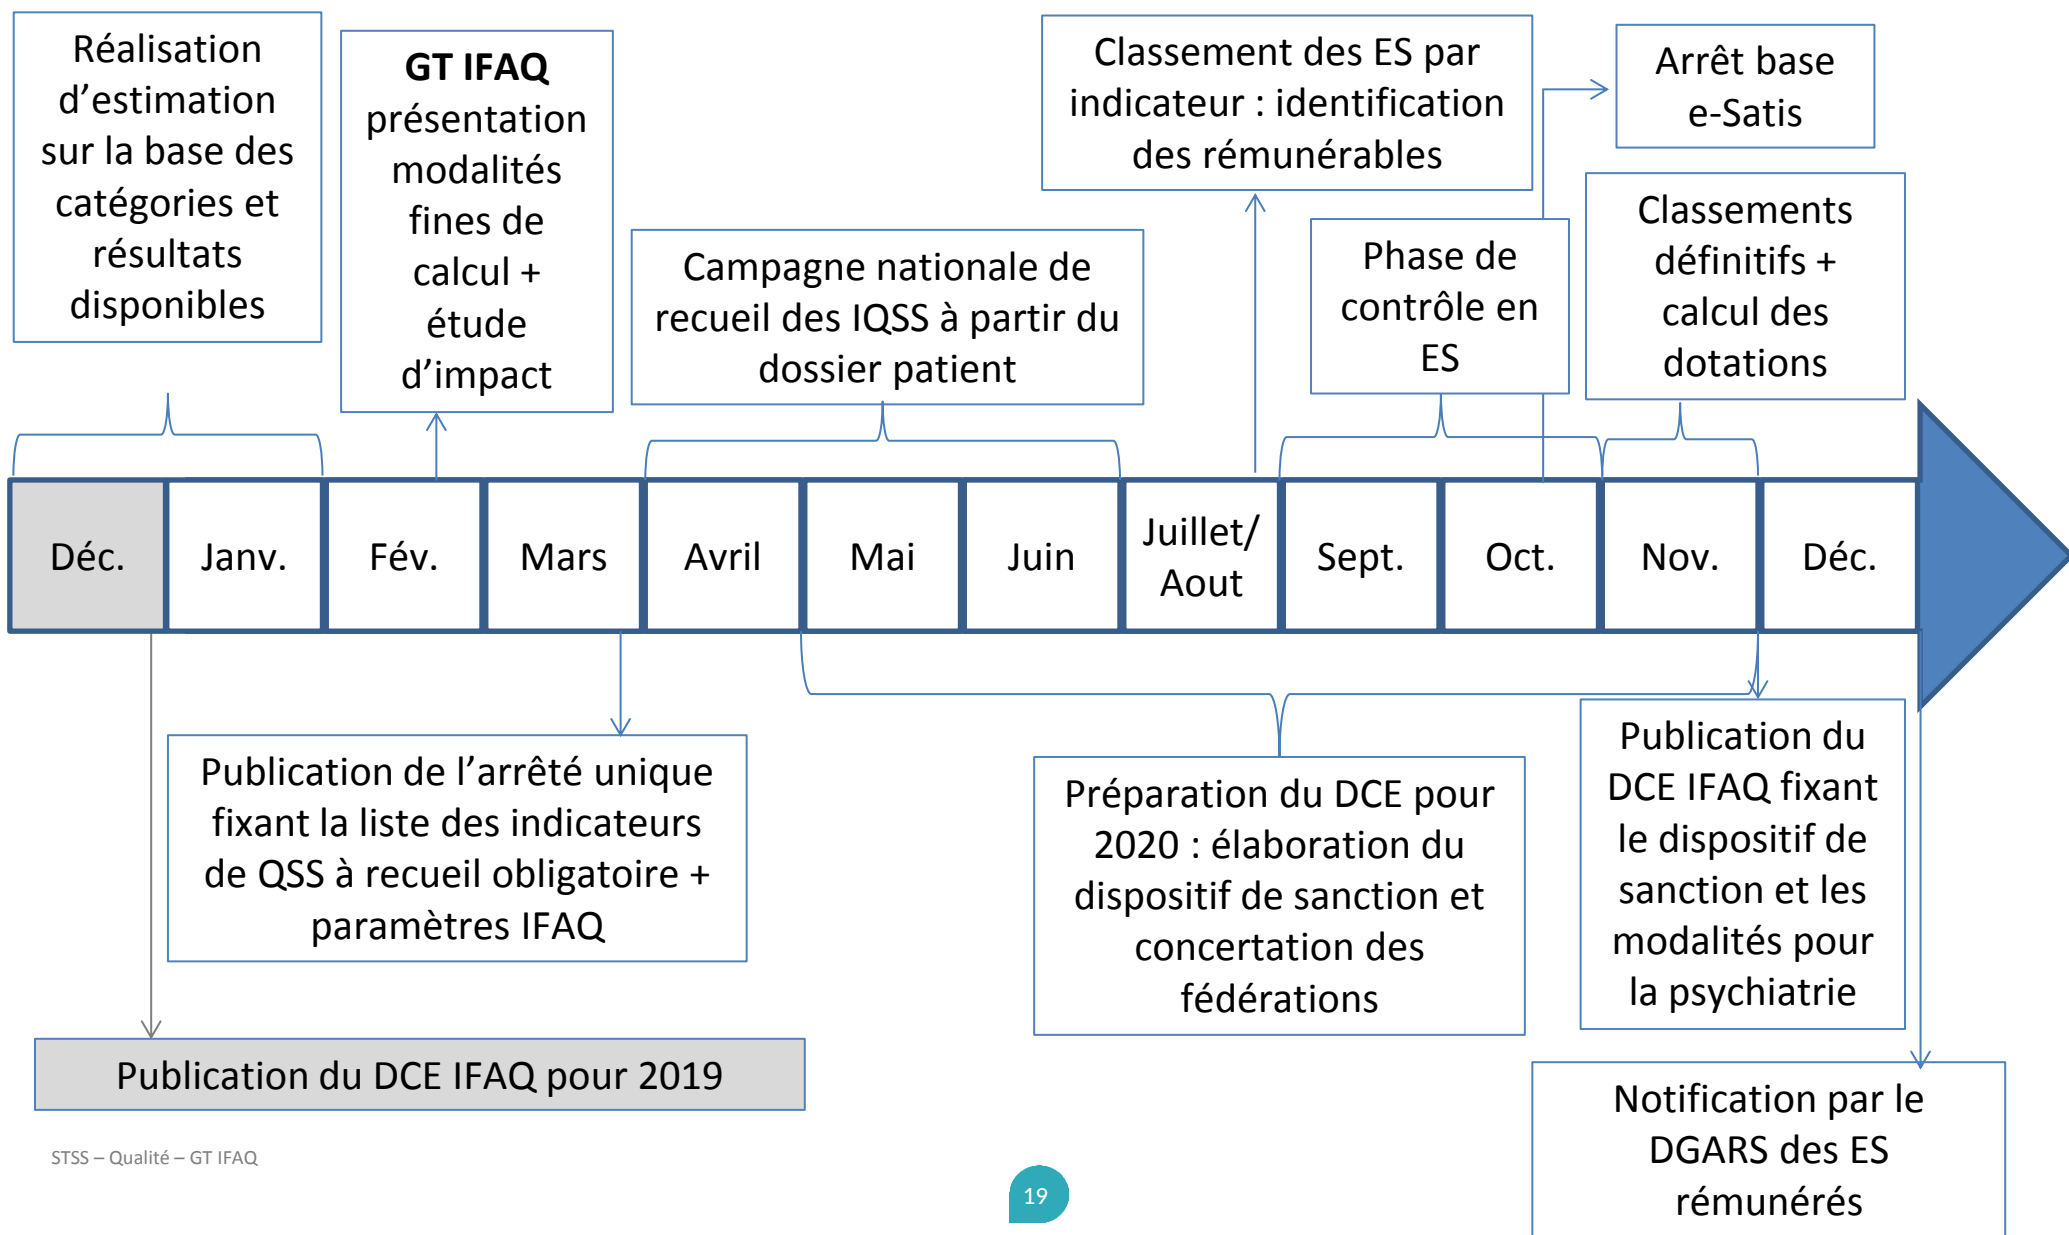 Réalisation
d’estimation
sur la base des
catégories et
résultats
disponibles
GT IFAQ
présentation
modalités
fines de
calcul +
étude
d’impact
Campagne nationale de
recueil des IQSS à partir du
dossier patient
Classement des ES par
indicateur : identification
des rémunérables
Phase de
contrôle en
ES
Arrêt base
e-Satis
Classements
définitifs +
calcul des
dotations
Déc.
Janv.
Fév.
Mars
Avril
Mai
Juin
Juillet/
Aout
Sept.
Oct.
Nov.
Déc.
Publication de l’arrêté unique
fixant la liste des indicateurs
de QSS à recueil obligatoire +
paramètres IFAQ
Publication du DCE IFAQ pour 2019
Préparation du DCE pour
2020 : élaboration du
dispositif de sanction et
concertation des
fédérations
Publication du
DCE IFAQ fixant
le dispositif de
sanction et les
modalités pour
la psychiatrie
Notification par le
DGARS des ES
rémunérés
STSS – Qualité – GT IFAQ
19